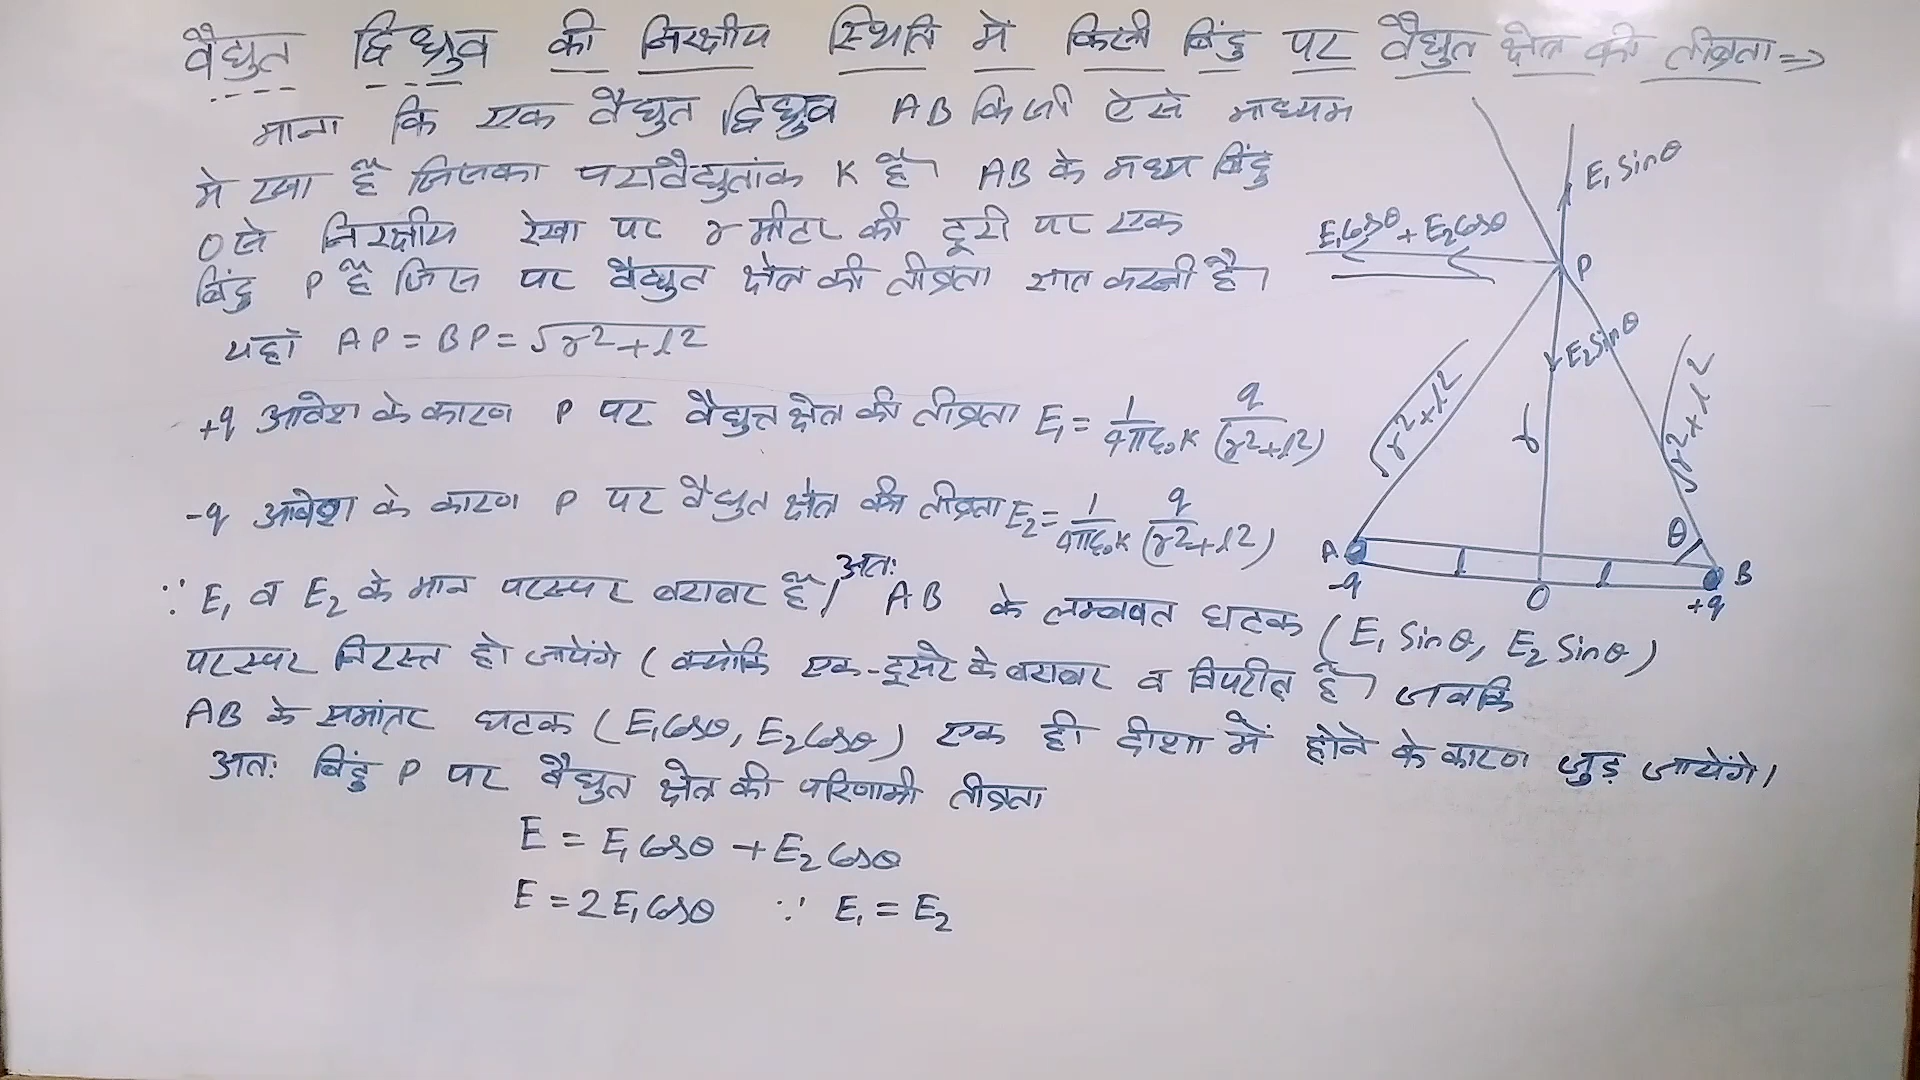 वैद्युत द्विध्रुव की निरक्षीय स्थिति में किसी बिंदु पर वैद्युत क्षेत्र की तीव्रता ⇒
माना कि एक वैद्युत द्विध्रुव AB किसी ऐसे माध्यम
मे रखा है जिसका परावैद्युतांक K है। AB के मध्य बिंदु
O से निरक्षीय रेखा पर r मीटर की दूरी पर एक
बिंदु P है जिस पर वैद्युत क्षेत्र की तीव्रता ज्ञात करनी है।
यहाँ AP = BP = √r²+l²
+q आवेश के कारण P पर वैद्युत क्षेत्र की तीव्रता E₁ = 1/4π∈₀K q/(r²+l²)
-q आवेश के कारण P पर वैद्युत क्षेत्र की तीव्रता E₂ = 1/4π∈₀K q/(r²+l²)
∵ E₁ व E₂ के मान परस्पर बराबर है। अतः AB के लम्बवत घटक (E₁ Sinθ, E₂ Sinθ)
परस्पर निरस्त हो जायेंगे (क्योकि एक-दूसरे के बराबर व विपरीत है। जबकि
AB के समांतर घटक (E₁Cosθ, E₂Cosθ) एक ही दीशा में होने के कारण जुड़ जायेंगे।
अतः बिंदु P पर वैद्युत क्षेत्र की परिणामी तीव्रता
E = E₁Cosθ + E₂Cosθ
E = 2E₁Cosθ ∵ E₁ = E₂
E₁ Sinθ
E₁Cosθ + E₂Cosθ
P
E₂Sinθ
√r²+l²
r
√r²+l²
θ
A
l
l
B
-q
O
+q